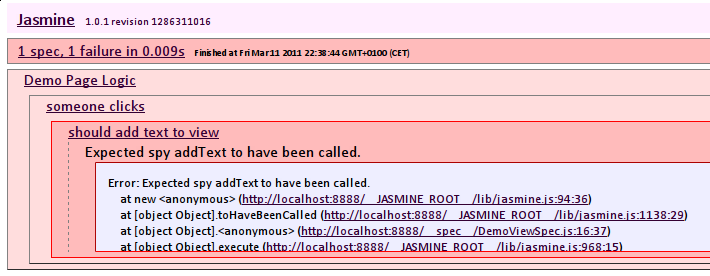 Jasmine 1.0.1 revision 1286311016
1 spec, 1 failure in 0.009s Finished at Fri Mar 11 2011 22:38:44 GMT+0100 (CET)
Demo Page Logic
someone clicks
should add text to view
Expected spy addText to have been called.
Error: Expected spy addText to have been called.
at new <anonymous> (http://localhost:8888/__JASMINE_ROOT__/lib/jasmine.js:94:36)
at [object Object].toHaveBeenCalled (http://localhost:8888/__JASMINE_ROOT__/lib/jasmine.js:1138:29)
at [object Object].<anonymous> (http://localhost:8888/__spec__/DemoViewSpec.js:16:37)
at [object Object].execute (http://localhost:8888/__JASMINE_ROOT__/lib/jasmine.js:968:15)